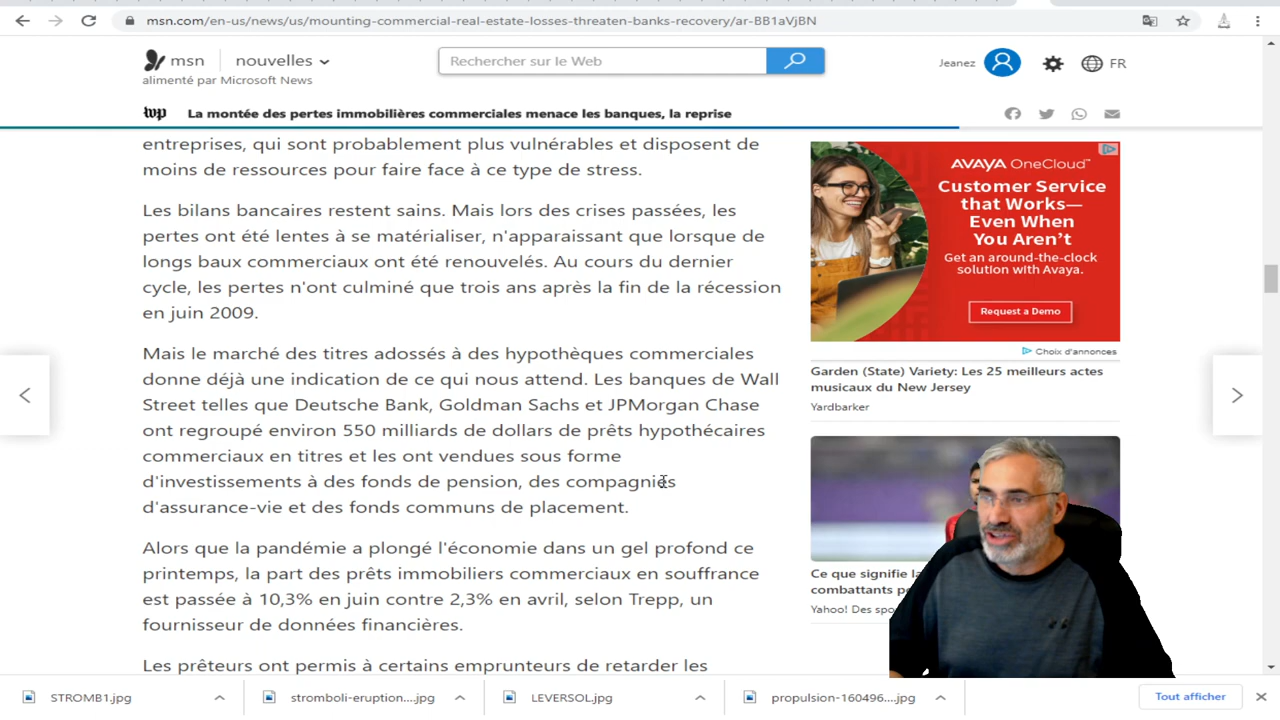 msn.com/en-us/news/us/mounting-commercial-real-estate-losses-threaten-banks-recovery/ar-BB1aVjBN
msn nouvelles
alimenté par Microsoft News
Rechercher sur le Web
Jeanez
FR
wp La montée des pertes immobilières commerciales menace les banques, la reprise
entreprises, qui sont probablement plus vulnérables et disposent de
moins de ressources pour faire face à ce type de stress.
Les bilans bancaires restent sains. Mais lors des crises passées, les
pertes ont été lentes à se matérialiser, n'apparaissant que lorsque de
longs baux commerciaux ont été renouvelés. Au cours du dernier
cycle, les pertes n'ont culminé que trois ans après la fin de la récession
en juin 2009.
Mais le marché des titres adossés à des hypothèques commerciales
donne déjà une indication de ce qui nous attend. Les banques de Wall
Street telles que Deutsche Bank, Goldman Sachs et JPMorgan Chase
ont regroupé environ 550 milliards de dollars de prêts hypothécaires
commerciaux en titres et les ont vendues sous forme
d'investissements à des fonds de pension, des compagnies
d'assurance-vie et des fonds communs de placement.
Alors que la pandémie a plongé l'économie dans un gel profond ce
printemps, la part des prêts immobiliers commerciaux en souffrance
est passée à 10,3% en juin contre 2,3% en avril, selon Trepp, un
fournisseur de données financières.
Les prêteurs ont permis à certains emprunteurs de retarder les
AVAYA OneCloud™
Customer Service
that Works—
Even When
You Aren't
Get an around-the-clock
solution with Avaya.
Request a Demo
Choix d'annonces
Garden (State) Variety: Les 25 meilleurs actes
musicaux du New Jersey
Yardbarker
Ce que signifie
combattants
Yahoo! Des
STROMB1.jpg
stromboli-eruption....jpg
LEVERSOL.jpg
propulsion-160496....jpg
Tout afficher